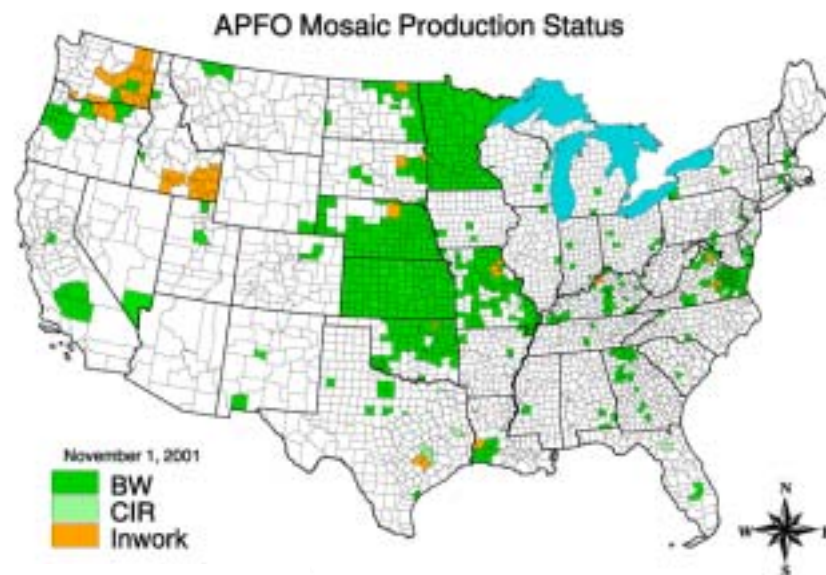 APFO Mosaic Production Status
November 1, 2001
BW
CIR
Inwork
N
W E
S